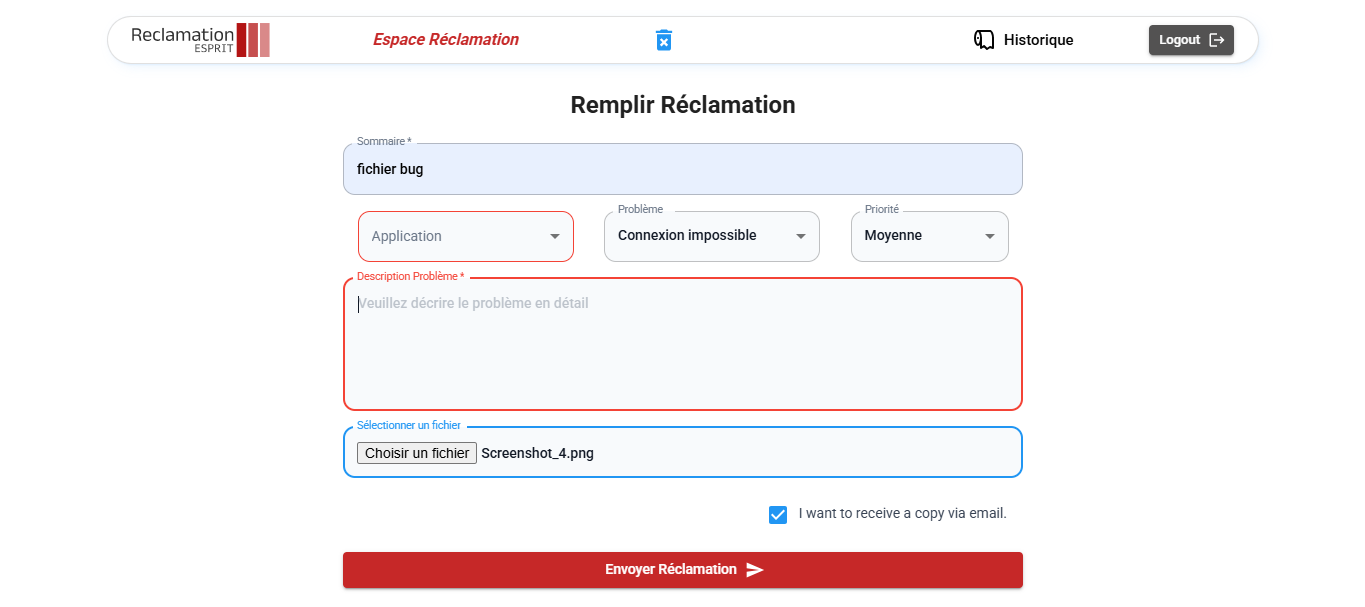 Reclamation
ESPRIT
Espace Réclamation
Historique
Logout
Remplir Réclamation
Sommaire *
fichier bug
Application
Problème
Connexion impossible
Priorité
Moyenne
Description Problème *
Veuillez décrire le problème en détail
Sélectionner un fichier
Choisir un fichier Screenshot_4.png
I want to receive a copy via email.
Envoyer Réclamation